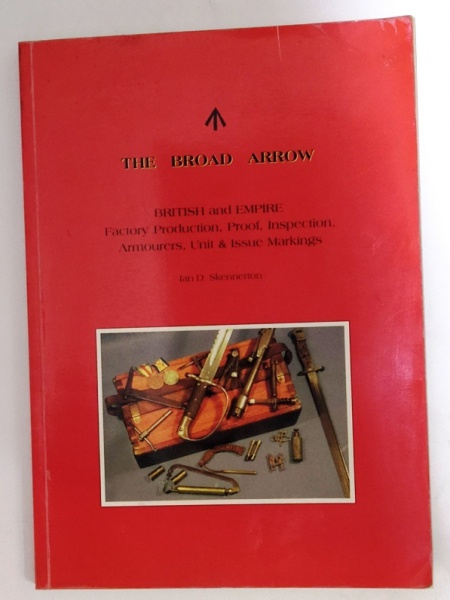 THE BROAD ARROW
BRITISH and EMPIRE
Factory Production, Proof, Inspection,
Armourers, Unit & Issue Markings
Ian D. Skennerton